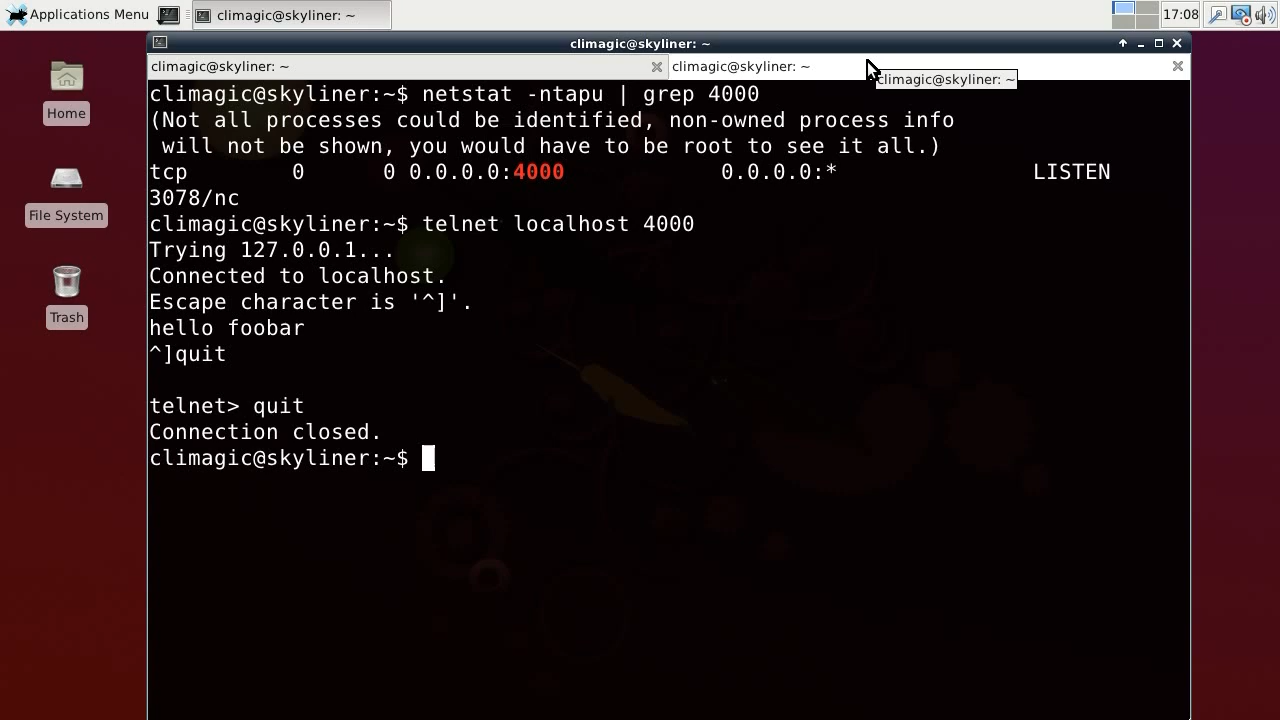 Applications Menu climagic@skyliner: ~ 17:08
climagic@skyliner: ~
climagic@skyliner: ~ climagic@skyliner: ~
climagic@skyliner: ~
Home
File System
Trash
climagic@skyliner:~$ netstat -ntapu | grep 4000
(Not all processes could be identified, non-owned process info
 will not be shown, you would have to be root to see it all.)
tcp        0      0 0.0.0.0:4000            0.0.0.0:*               LISTEN
3078/nc
climagic@skyliner:~$ telnet localhost 4000
Trying 127.0.0.1...
Connected to localhost.
Escape character is '^]'.
hello foobar
^]quit
telnet> quit
Connection closed.
climagic@skyliner:~$